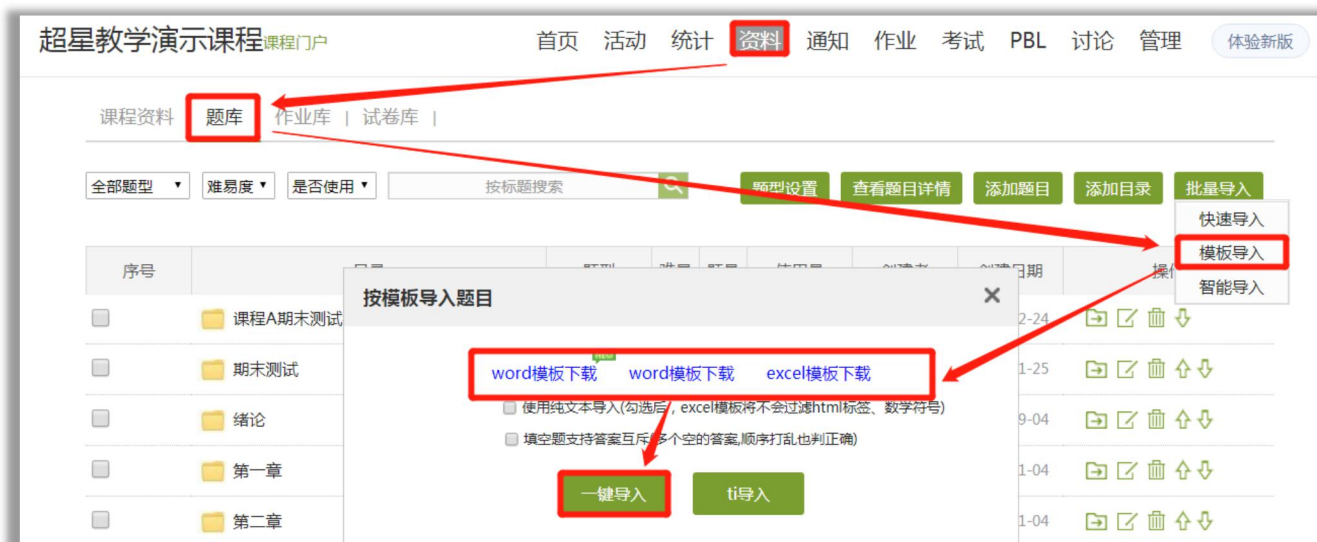 超星教学演示课程课程门户 首页 活动 统计 资料 通知 作业 考试 PBL 讨论 管理 体验新版
课程资料 题库 作业库 | 试卷库 |
全部题型 难易度 是否使用 按标题搜索 题型设置 查看题目详情 添加题目 添加目录 批量导入
快速导入
模板导入
智能导入
序号
按模板导入题目
课程A期末测试 2-24
期末测试 1-25
word模板下载 word模板下载 excel模板下载
使用纯文本导入(勾选后，excel模板将不会过滤html标签、数学符号)
绪论 9-04
填空题支持答案互斥(多个空的答案,顺序打乱也判正确)
第一章 1-04
一键导入 ti导入
第二章 1-04